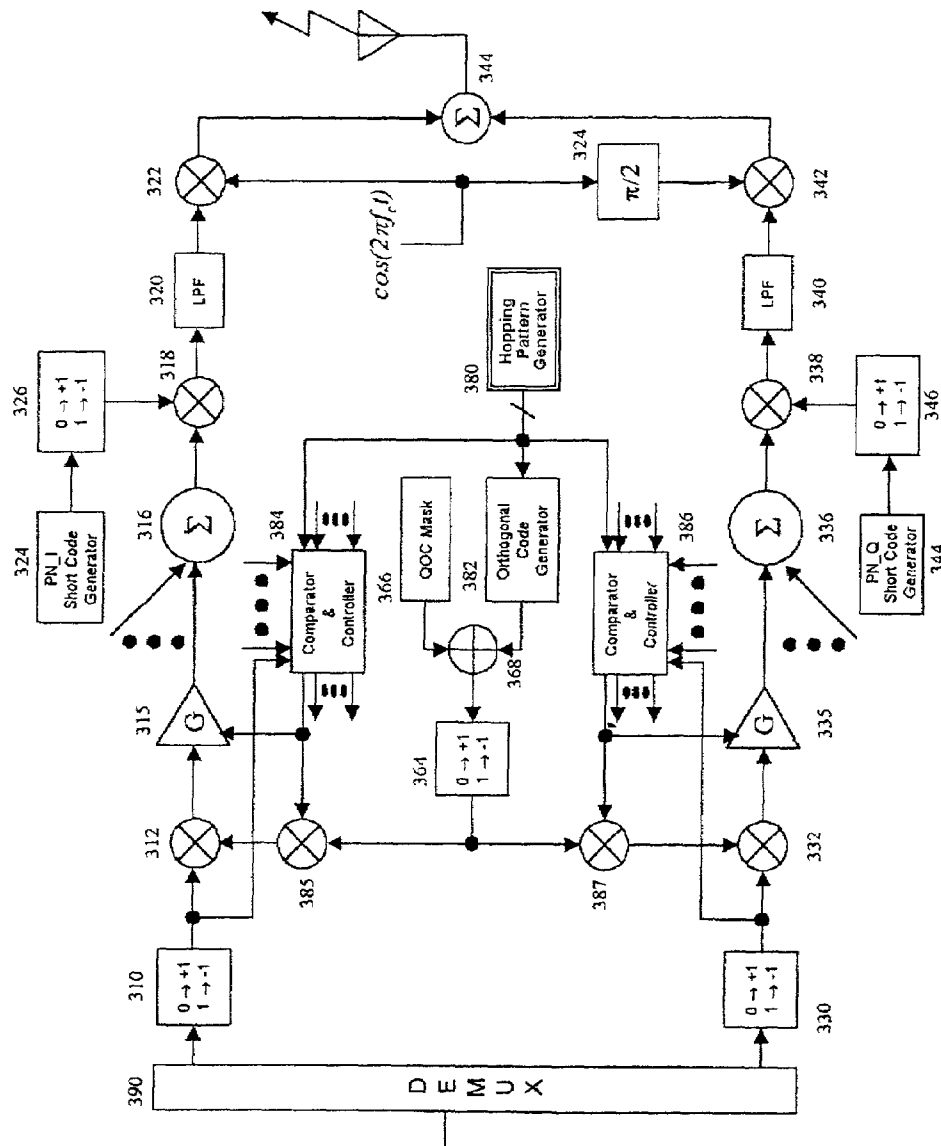 344
322
324
π/2
342
cos(2πf_c t)
320
LPF
LPF
340
326
0 → +1
1 → -1
318
380
Hopping
Pattern
Generator
338
0 → +1
1 → -1
346
324
PN_I
Short Code
Generator
316
Σ
Σ
384
QOC Mask
382
Orthogonal
Code
Generator
386
Σ
336
PN_Q
Short Code
Generator
344
366
Comparator
&
Controller
Comparator
&
Controller
368
315
G
364
0 → +1
1 → -1
G
335
312
385
387
332
310
0 → +1
1 → -1
0 → +1
1 → -1
330
390
DEMUX